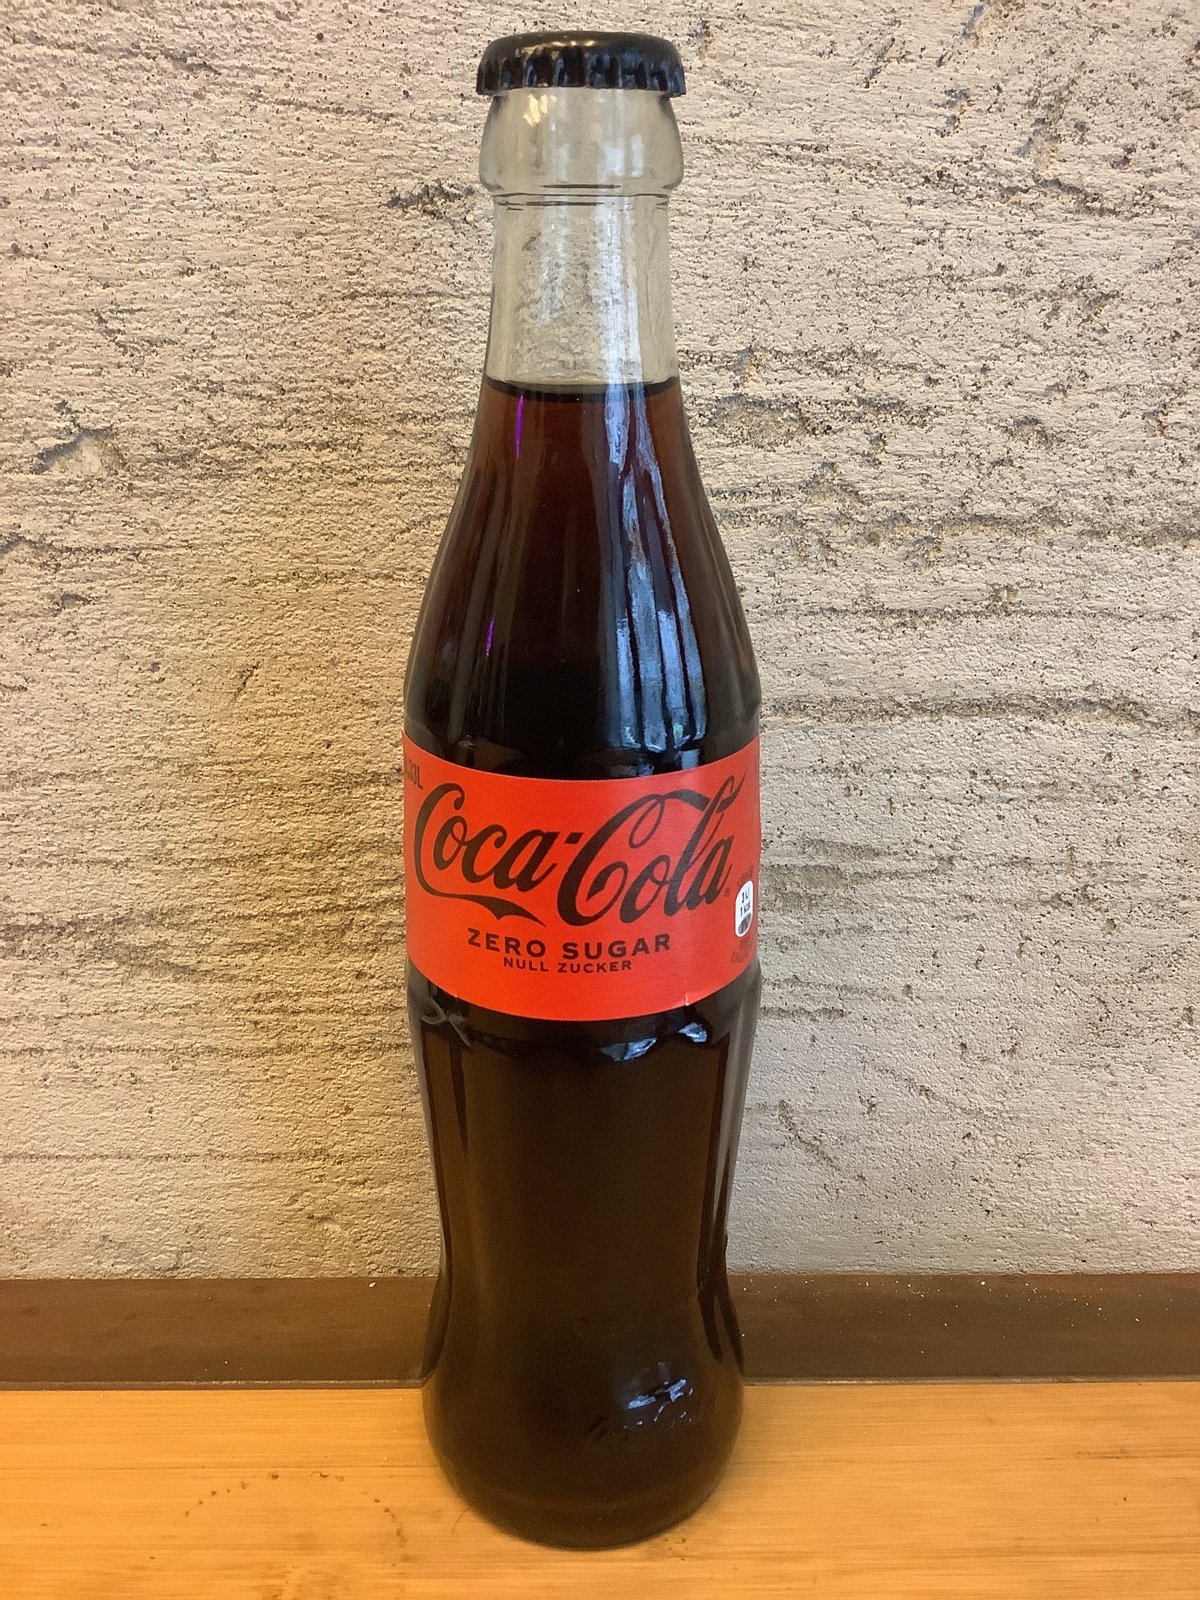 Coca-Cola
ZERO SUGAR
NULL ZUCKER